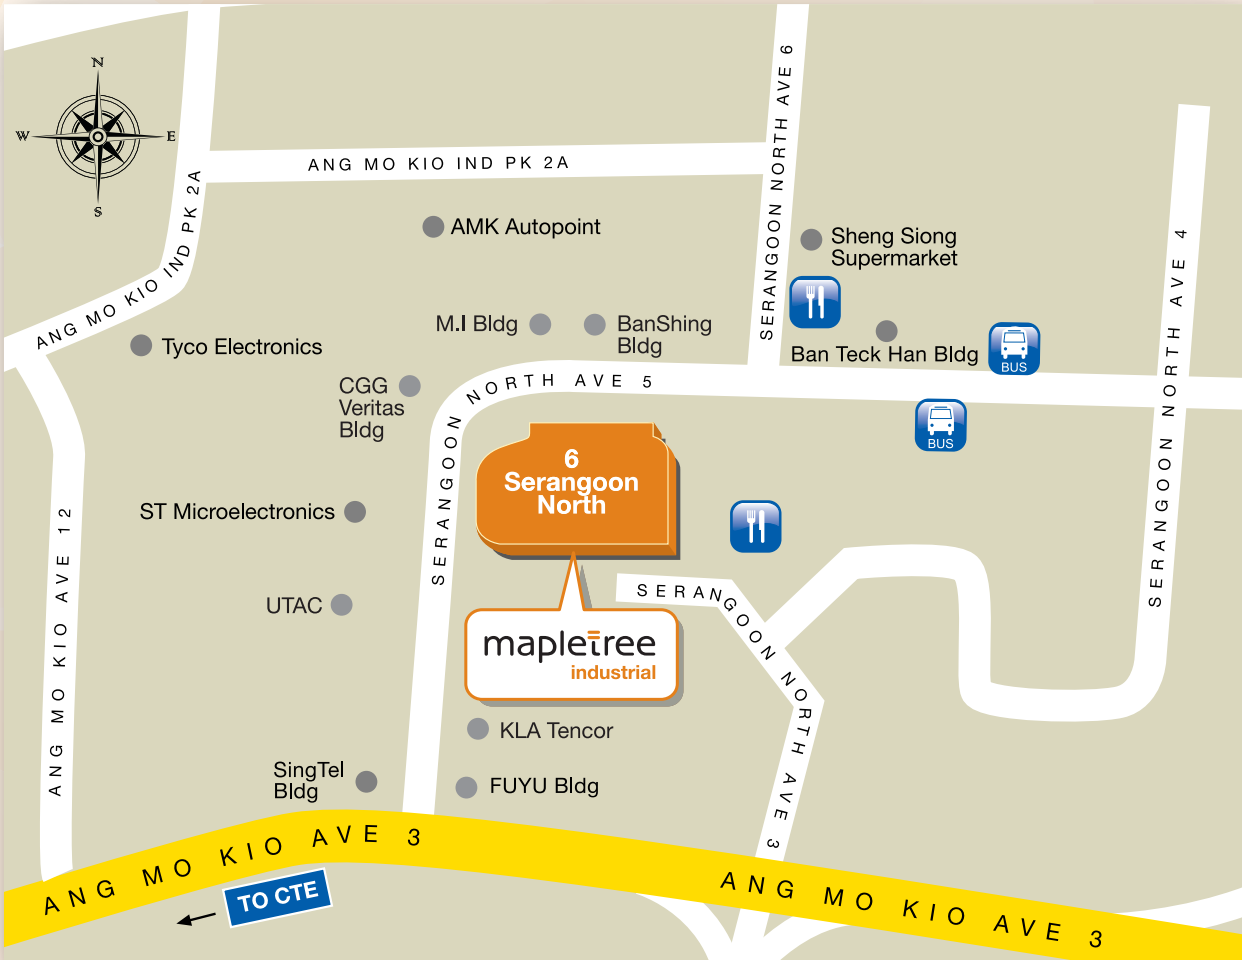 N
W
E
S
SERANGOON NORTH AVE 6
ANG MO KIO IND PK 2A
ANG MO KIO IND PK 2A
AMK Autopoint
Sheng Siong
Supermarket
SERANGOON NORTH AVE 4
M.I Bldg
BanShing
Bldg
Tyco Electronics
Ban Teck Han Bldg
BUS
CGG
Veritas
Bldg
SERANGOON NORTH AVE 5
BUS
6
Serangoon
North
ST Microelectronics
ANG MO KIO AVE 12
UTAC
SERANGOON NORTH AVE 3
mapletree
industrial
KLA Tencor
SingTel
Bldg
FUYU Bldg
ANG MO KIO AVE 3
TO CTE
ANG MO KIO AVE 3